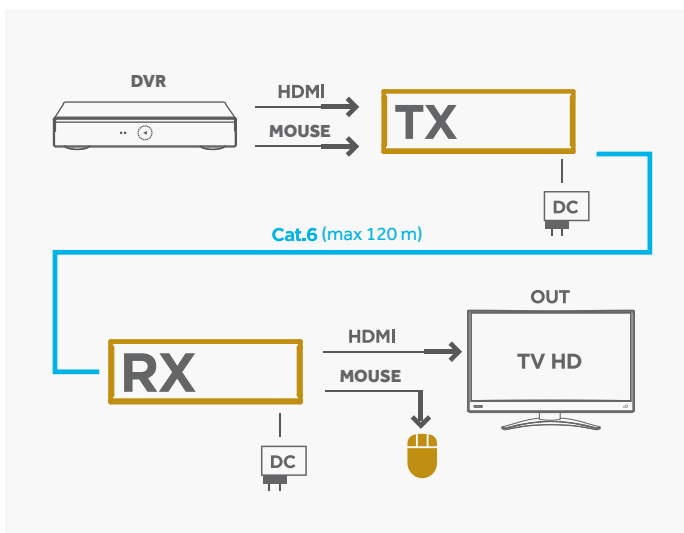 DVR
HDMI
MOUSE
TX
DC
Cat.6 (max 120 m)
OUT
RX
HDMI
MOUSE
TV HD
DC